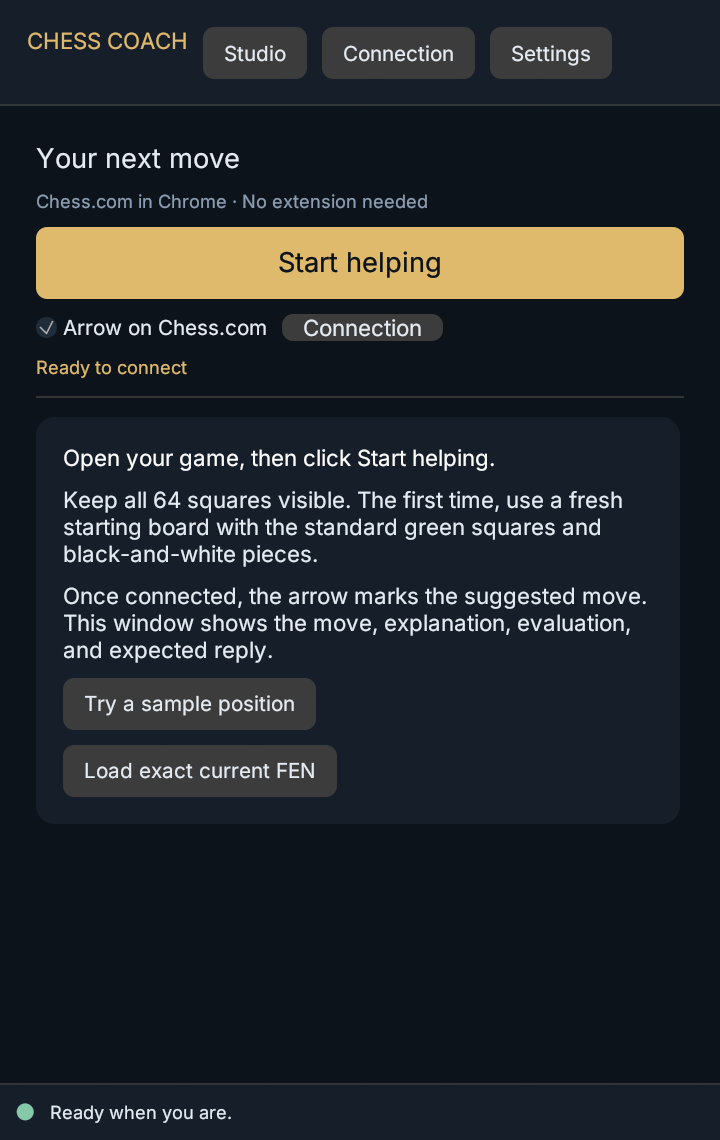 CHESS COACH
Studio
Connection
Settings
Your next move
Chess.com in Chrome · No extension needed
Start helping
Arrow on Chess.com
Connection
Ready to connect
Open your game, then click Start helping.
Keep all 64 squares visible. The first time, use a fresh
starting board with the standard green squares and
black-and-white pieces.
Once connected, the arrow marks the suggested move.
This window shows the move, explanation, evaluation,
and expected reply.
Try a sample position
Load exact current FEN
Ready when you are.